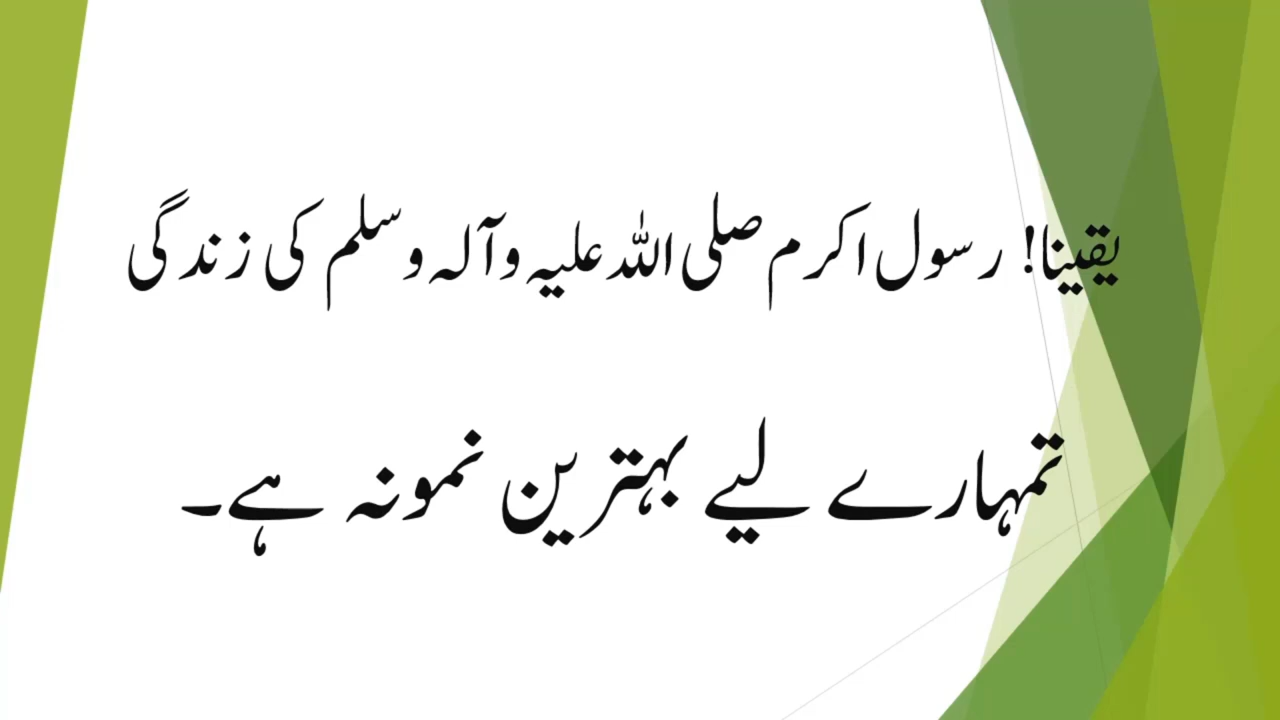 یقینا! رسول اکرم صلی اللہ علیہ وآلہ وسلم کی زندگی
تمہارے لیے بہترین نمونہ ہے۔